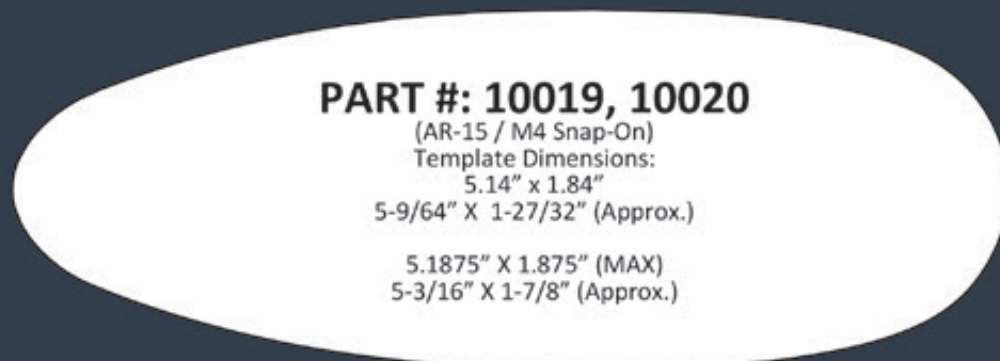 PART #: 10019, 10020
(AR-15 / M4 Snap-On)
Template Dimensions:
5.14” x 1.84”
5-9/64” X  1-27/32” (Approx.)
5.1875” X 1.875” (MAX)
5-3/16” X 1-7/8” (Approx.)